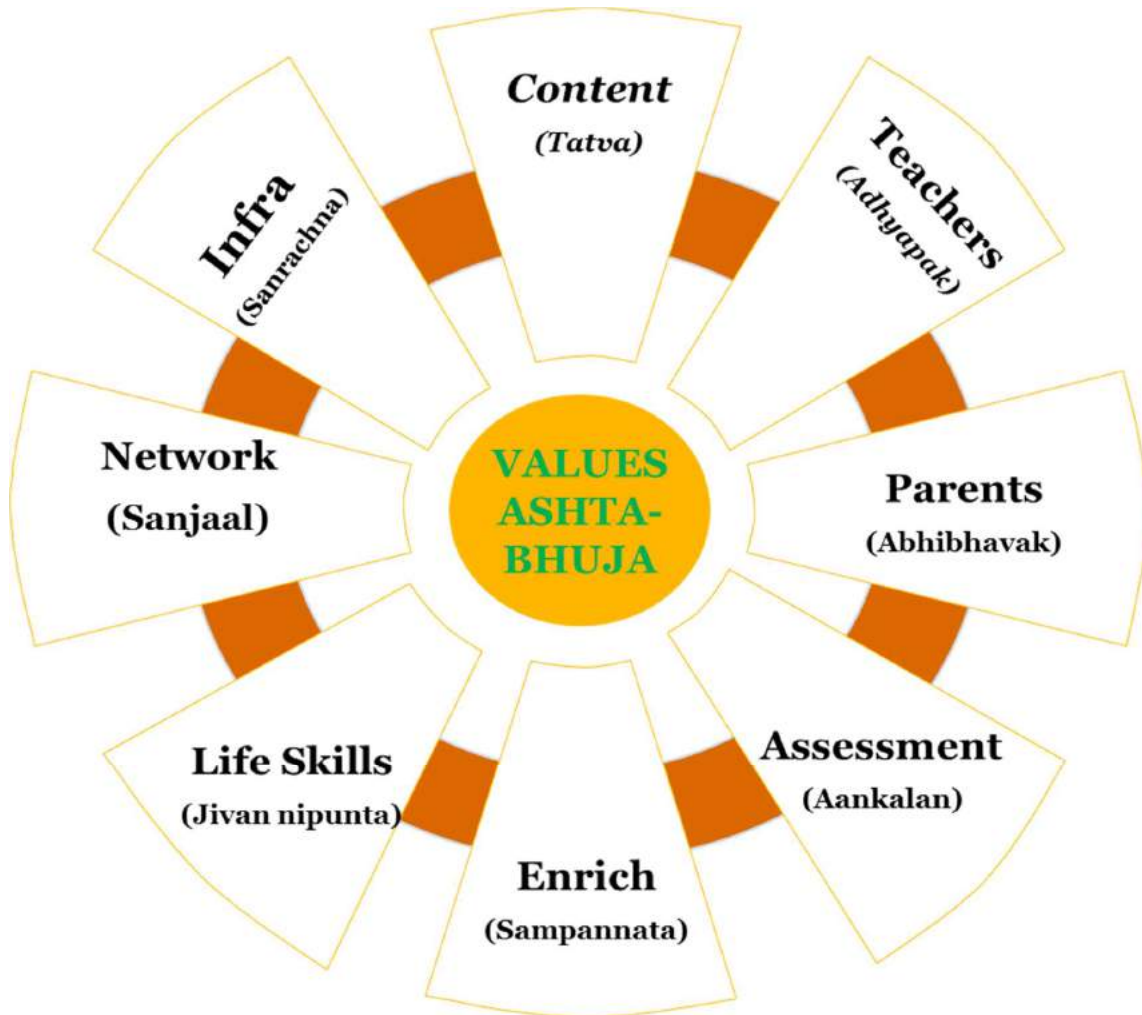 Content
(Tatva)
Teachers
(Adhyapak)
Parents
(Abhibhavak)
Assessment
(Aankalan)
Enrich
(Sampannata)
Life Skills
(Jivan nipunta)
Network
(Sanjaal)
Infra
(Sanrachna)
VALUES
ASHTA-
BHUJA